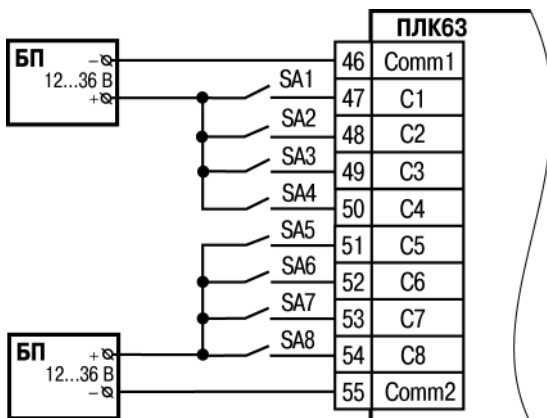 ПЛК63
БП
12...36 В
–
+
46 Comm1
SA1
47 C1
SA2
48 C2
SA3
49 C3
SA4
50 C4
SA5
51 C5
SA6
52 C6
SA7
53 C7
SA8
54 C8
55 Comm2
БП
12...36 В
+
–